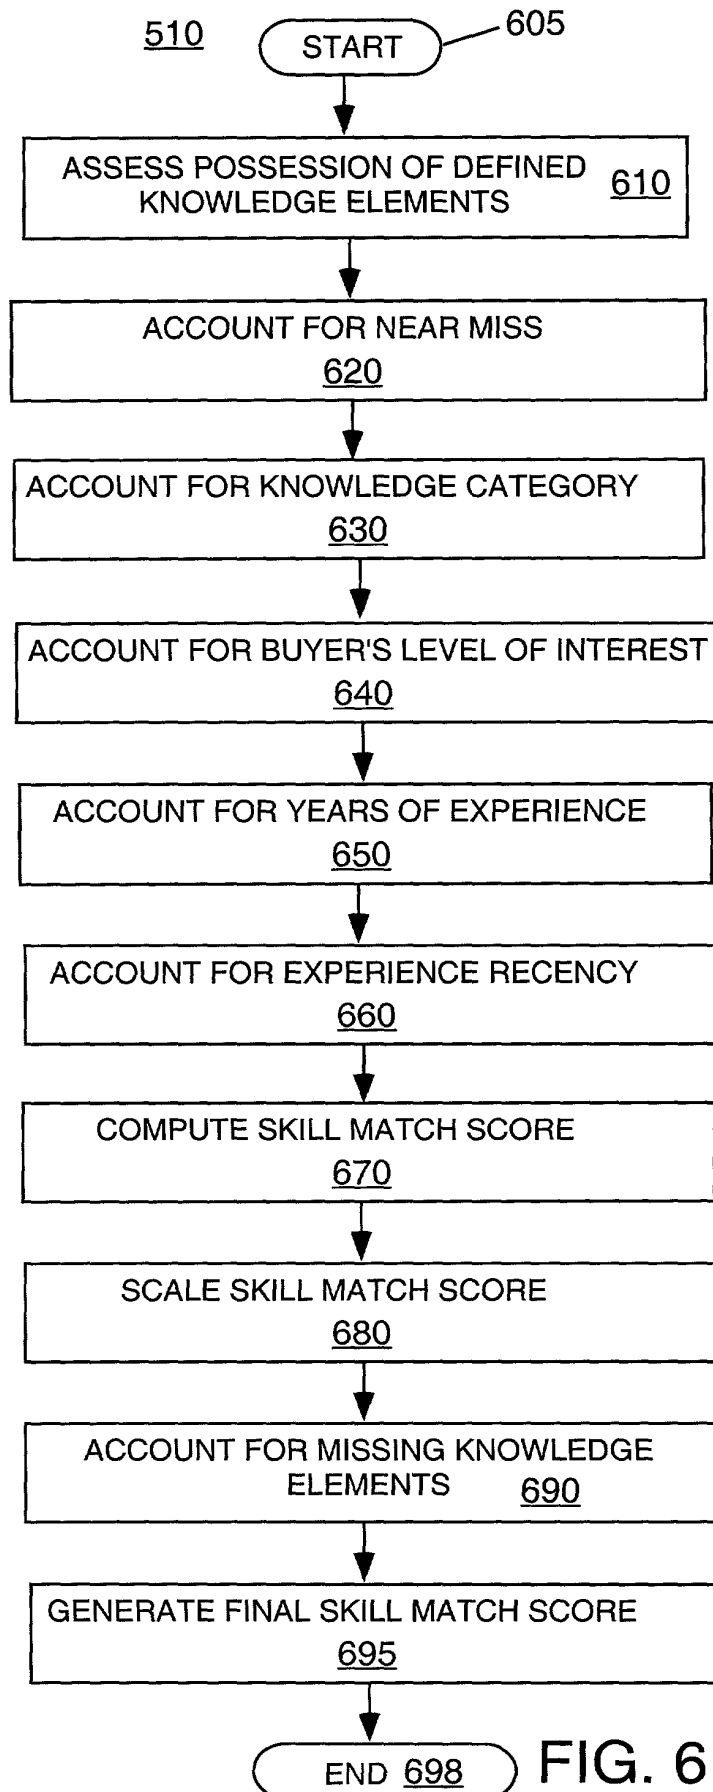 510
START
605
ASSESS POSSESSION OF DEFINED
KNOWLEDGE ELEMENTS 610
ACCOUNT FOR NEAR MISS
620
ACCOUNT FOR KNOWLEDGE CATEGORY
630
ACCOUNT FOR BUYER'S LEVEL OF INTEREST
640
ACCOUNT FOR YEARS OF EXPERIENCE
650
ACCOUNT FOR EXPERIENCE RECENCY
660
COMPUTE SKILL MATCH SCORE
670
SCALE SKILL MATCH SCORE
680
ACCOUNT FOR MISSING KNOWLEDGE
ELEMENTS 690
GENERATE FINAL SKILL MATCH SCORE
695
END 698
FIG. 6